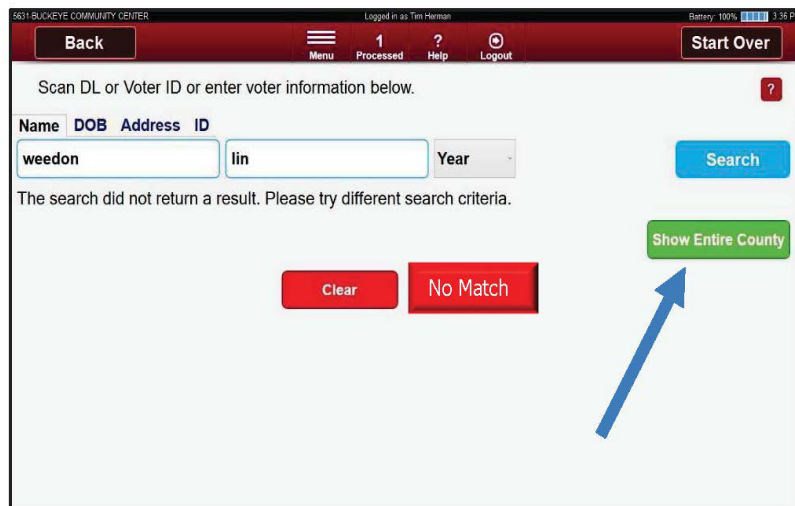 5631-BUCKEYE COMMUNITY CENTER Logged in as Tim Herman Battery: 100% 3:36 P
Back Menu 1 Processed ? Help Logout Start Over
Scan DL or Voter ID or enter voter information below. ?
Name DOB Address ID
weedon lin Year Search
The search did not return a result. Please try different search criteria.
Show Entire County
Clear No Match